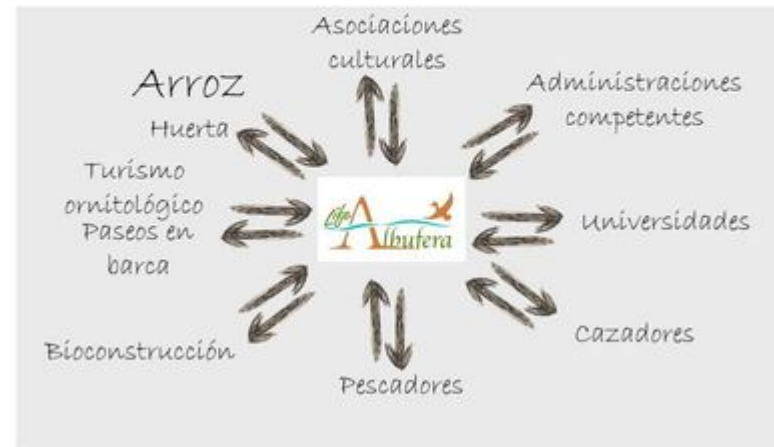 Asociaciones
culturales
Arroz
Huerta
Administraciones
competentes
Turismo
ornitológico
Paseos en
barca
Life Albufera
Universidades
Bioconstrucción
Cazadores
Pescadores